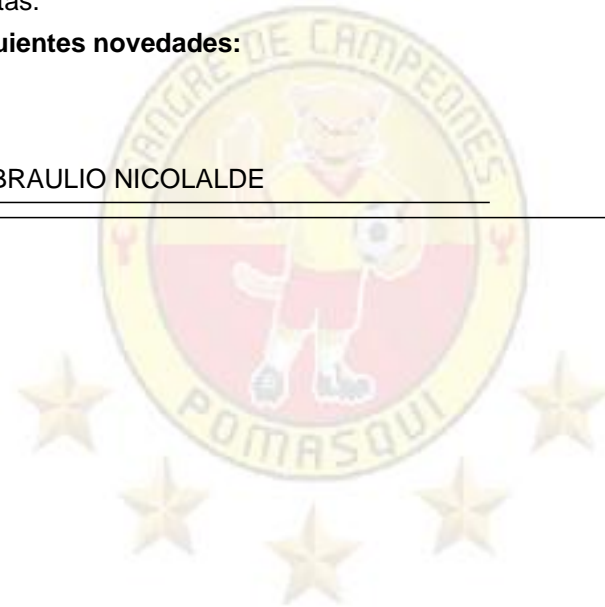 tas.
uientes novedades:
BRAULIO NICOLALDE
SANGRE DE CAMPEONES
POMASQUI